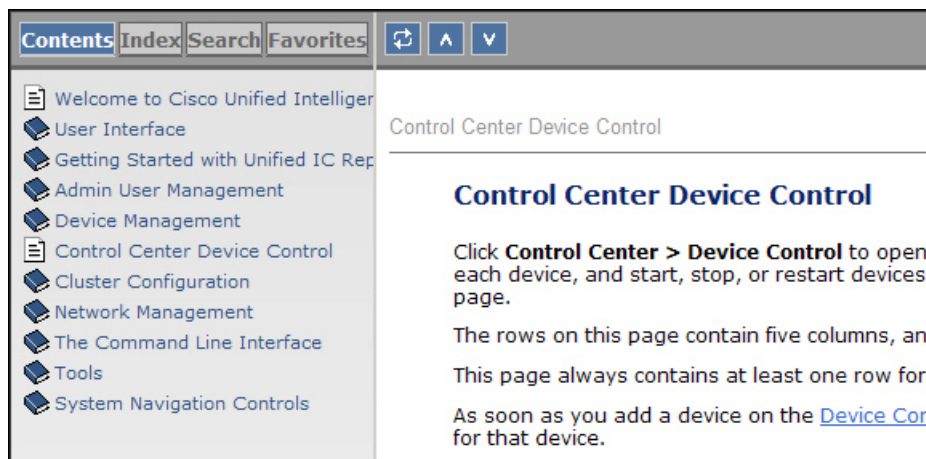 Contents Index Search Favorites
Welcome to Cisco Unified
User Interface
Getting Started with Unified IC
Admin User Management
Device Management
Control Center Device Control
Cluster Configuration
Network Management
The Command Line Interface
Tools
System Navigation Controls
Control Center Device Control
Control Center Device Control
Click Control Center > Device Control to open
each device, and start, stop, or restart devices
page.
The rows on this page contain five columns,
This page always contains at least one row for
As soon as you add a device on the Device
for that device.